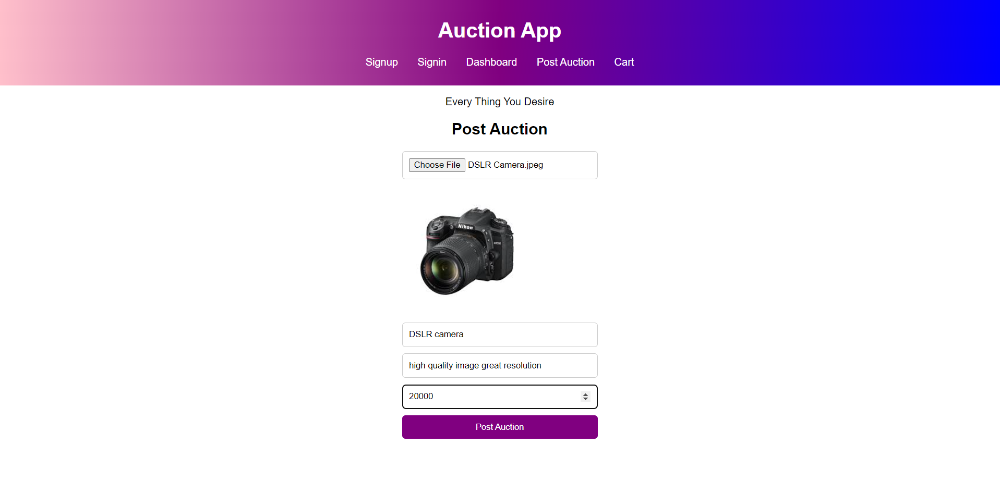 Auction App
Signup Signin Dashboard Post Auction Cart
Every Thing You Desire
Post Auction
Choose File DSLR Camera.jpeg
Nikon
DSLR camera
high quality image great resolution
20000
Post Auction